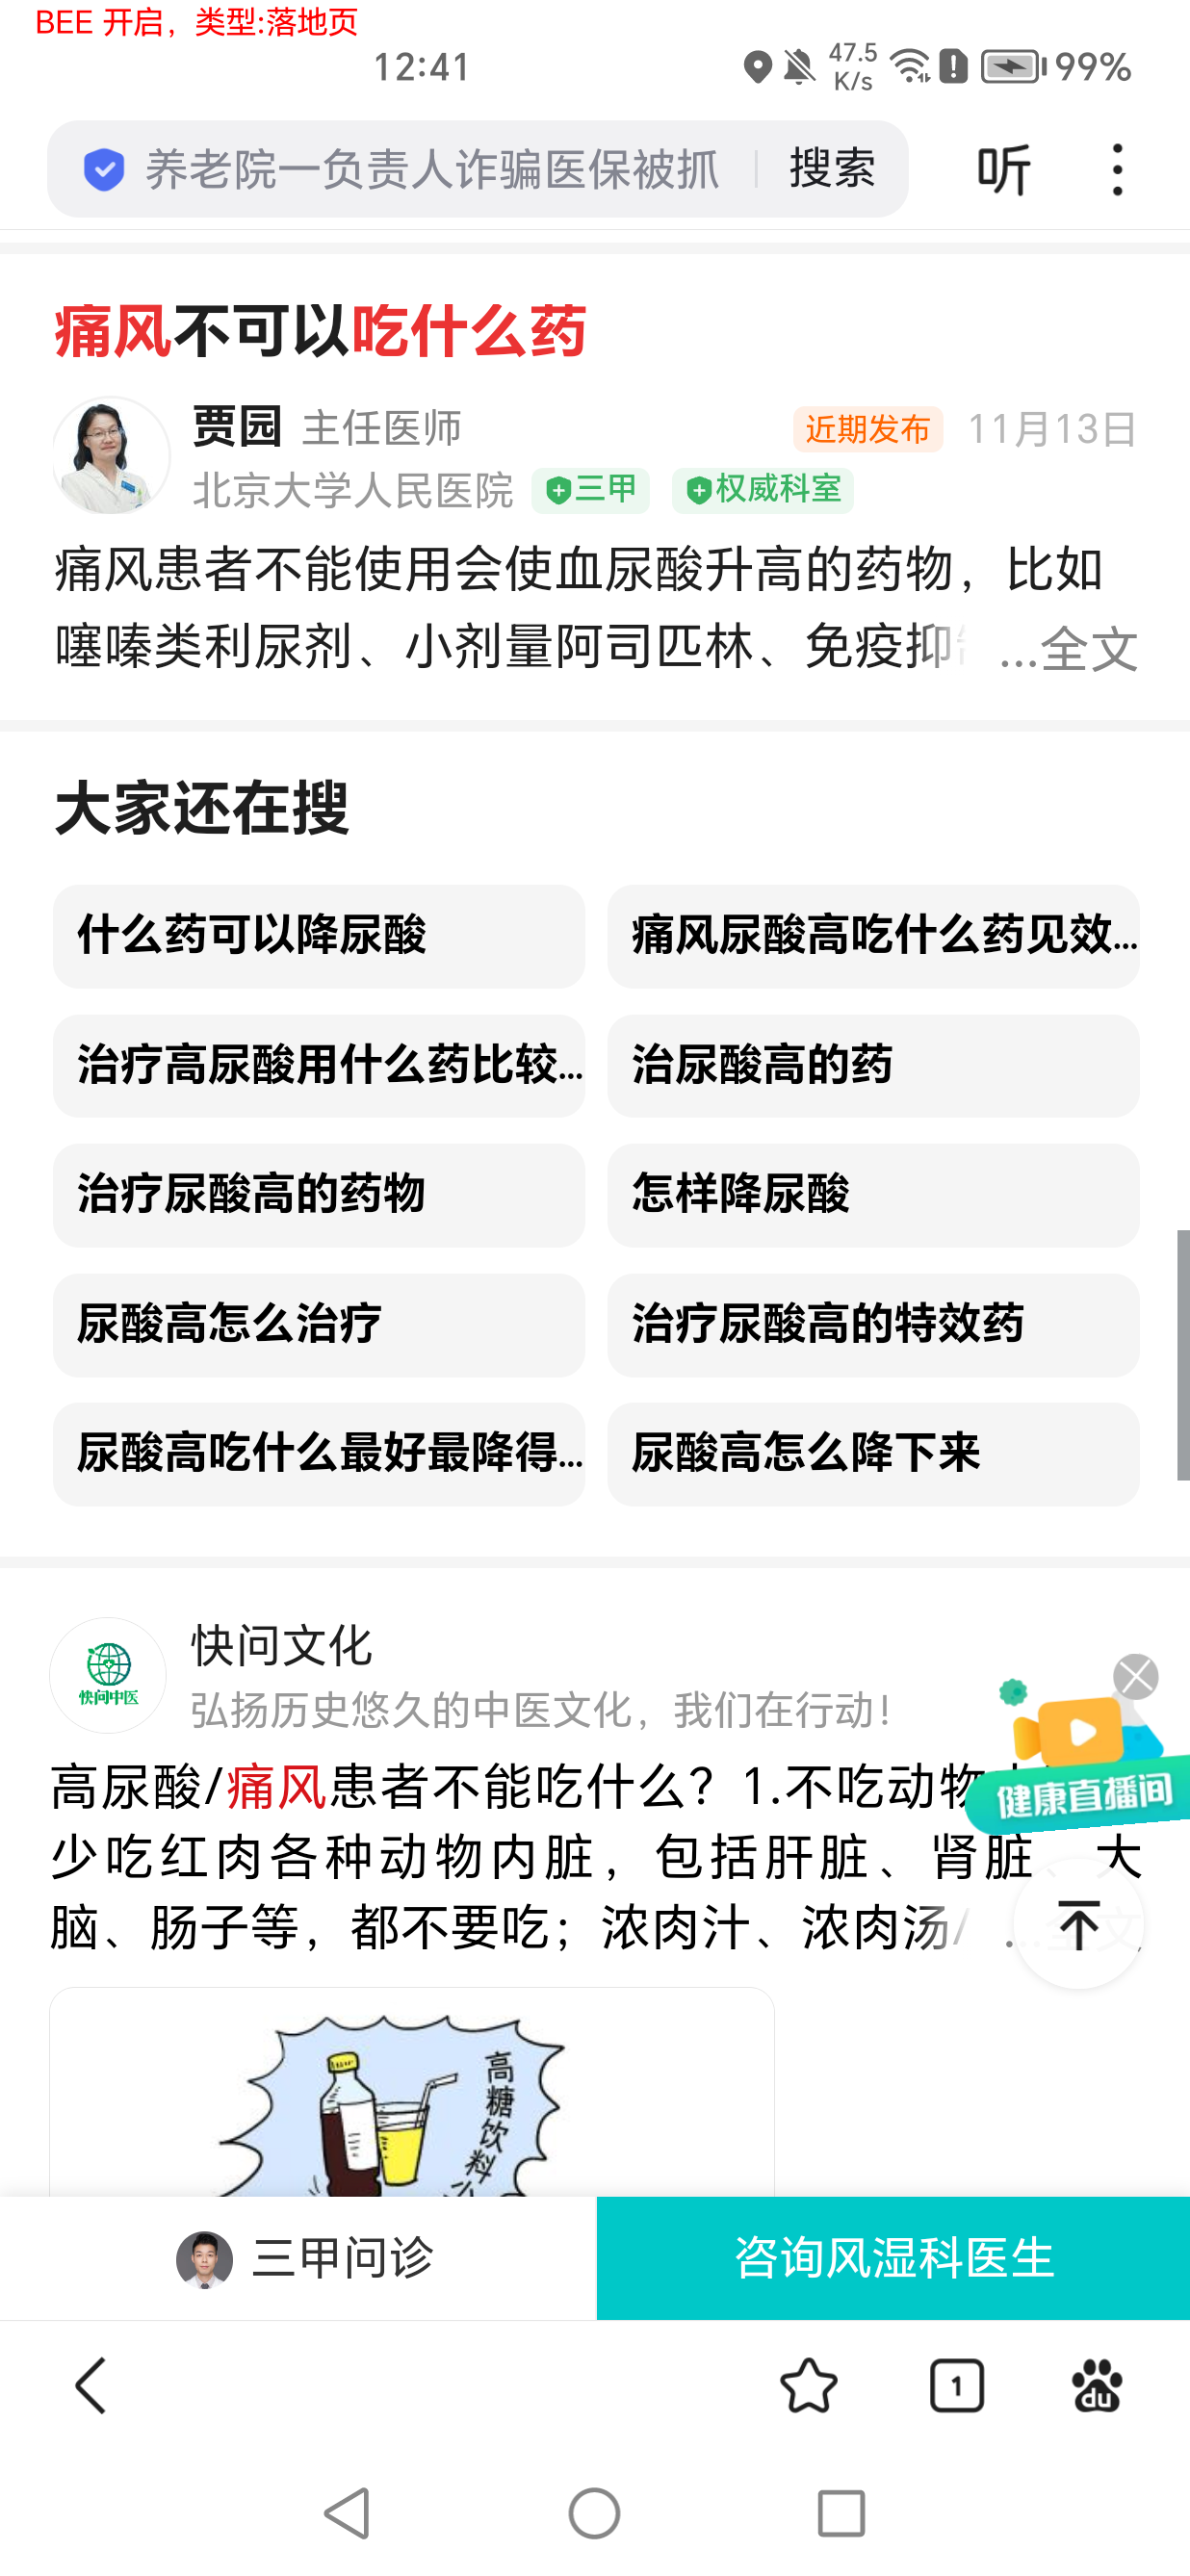 BEE 开启，类型:落地页
12:41
47.5
K/s
99%
养老院一负责人诈骗医保被抓
搜索
听
痛风不可以吃什么药
贾园 主任医师
近期发布 11月13日
北京大学人民医院 三甲 权威科室
痛风患者不能使用会使血尿酸升高的药物，比如
噻嗪类利尿剂、小剂量阿司匹林、免疫抑 ...全文
大家还在搜
什么药可以降尿酸
痛风尿酸高吃什么药见效...
治疗高尿酸用什么药比较...
治尿酸高的药
治疗尿酸高的药物
怎样降尿酸
尿酸高怎么治疗
治疗尿酸高的特效药
尿酸高吃什么最好最降得...
尿酸高怎么降下来
快问中医
快问文化
弘扬历史悠久的中医文化，我们在行动！
高尿酸/痛风患者不能吃什么？1.不吃动物
健康直播间
少吃红肉各种动物内脏，包括肝脏、肾脏、大
脑、肠子等，都不要吃；浓肉汁、浓肉汤/ ...全文
高糖饮料
三甲问诊
咨询风湿科医生
1
du